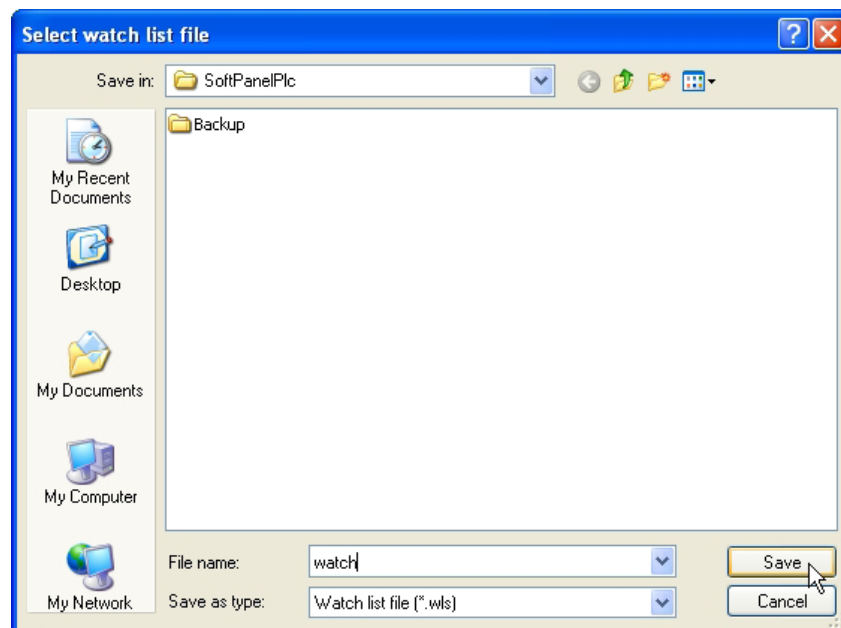 Select watch list file
Save in: SoftPanelPlc
Backup
My Recent
Documents
Desktop
My Documents
My Computer
My Network
File name: watch
Save as type: Watch list file (*.wls)
Save
Cancel